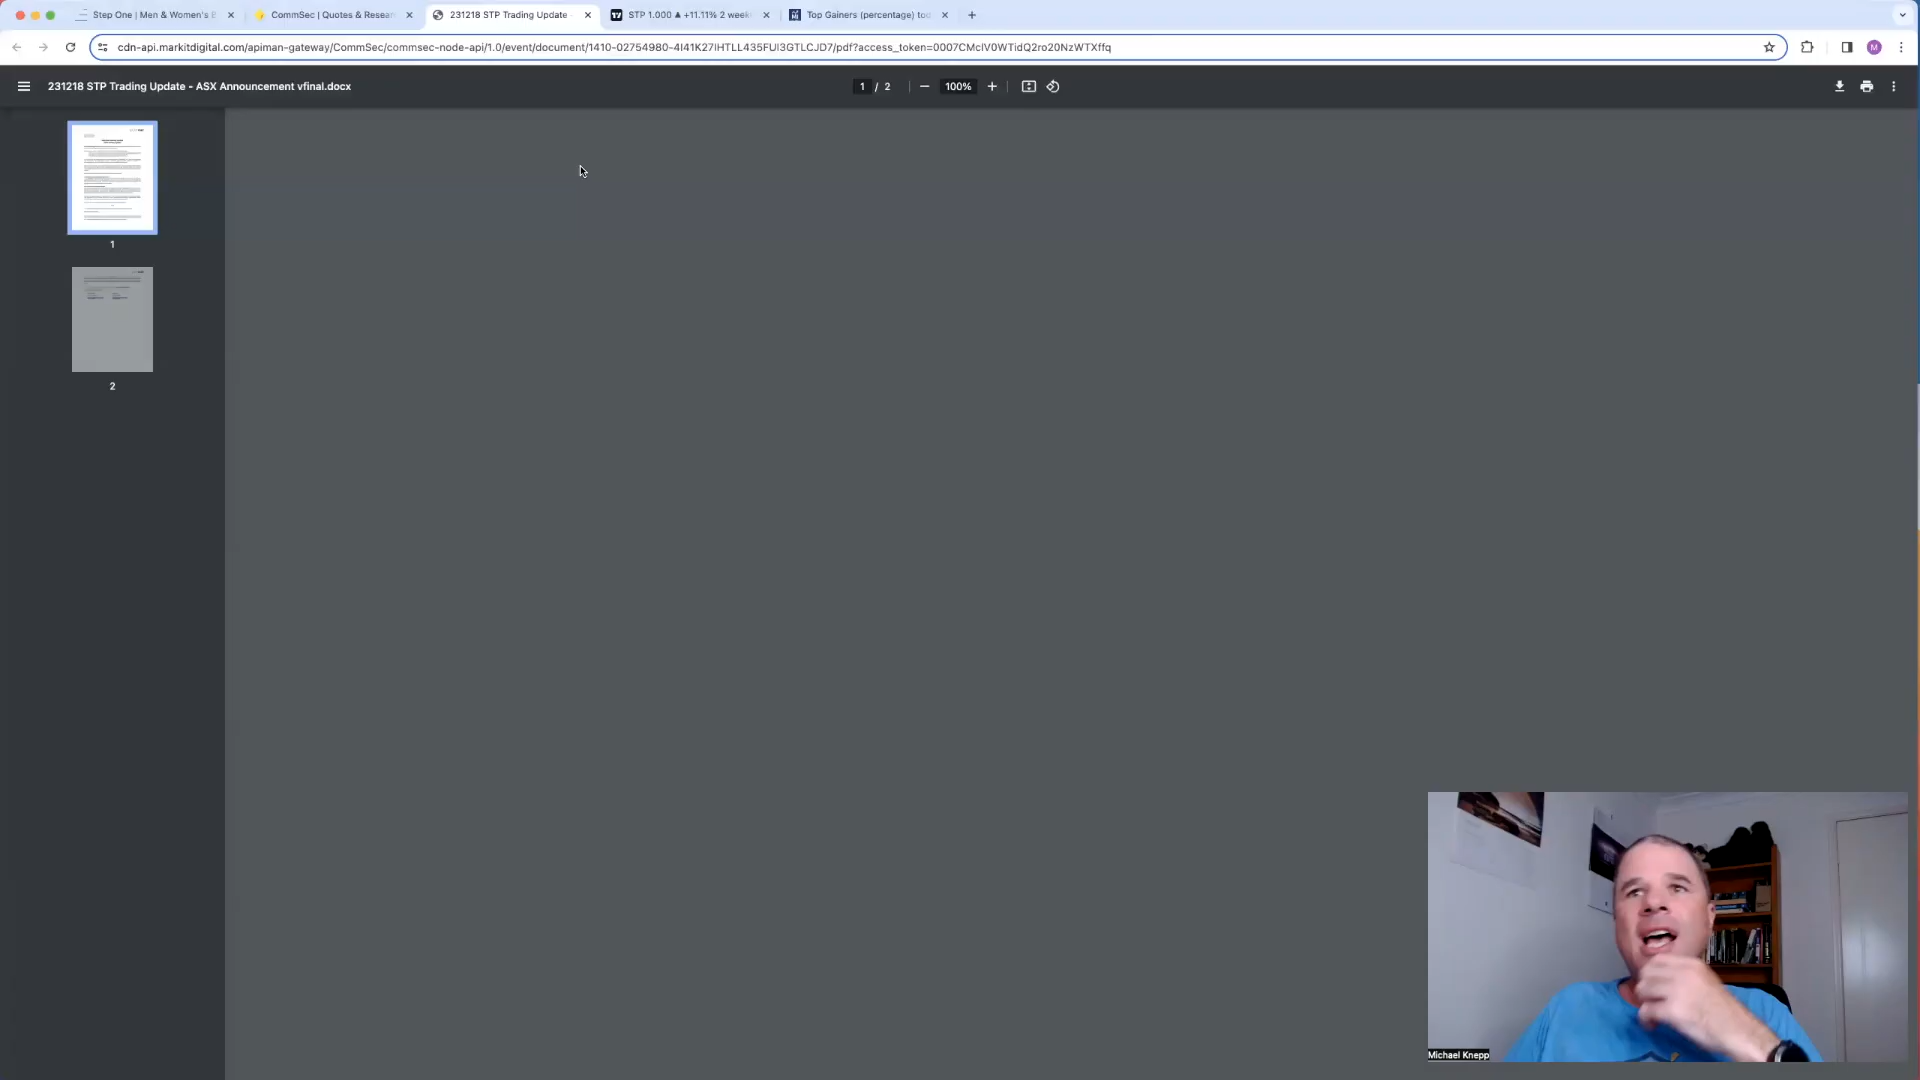 Step One | Men & Women's B
CommSec | Quotes & Resear
231218 STP Trading Update -
STP 1.000 ▲ +11.11% 2 week
Top Gainers (percentage) tod
cdn-api.markitdigital.com/apiman-gateway/CommSec/commsec-node-api/1.0/event/document/1410-02754980-4I41K27IHTLL435FUI3GTLCJD7/pdf?access_token=0007CMclV0WTidQ2ro20NzWTXffq
M
231218 STP Trading Update - ASX Announcement vfinal.docx
1 / 2
100%
1
2
Michael Knepp